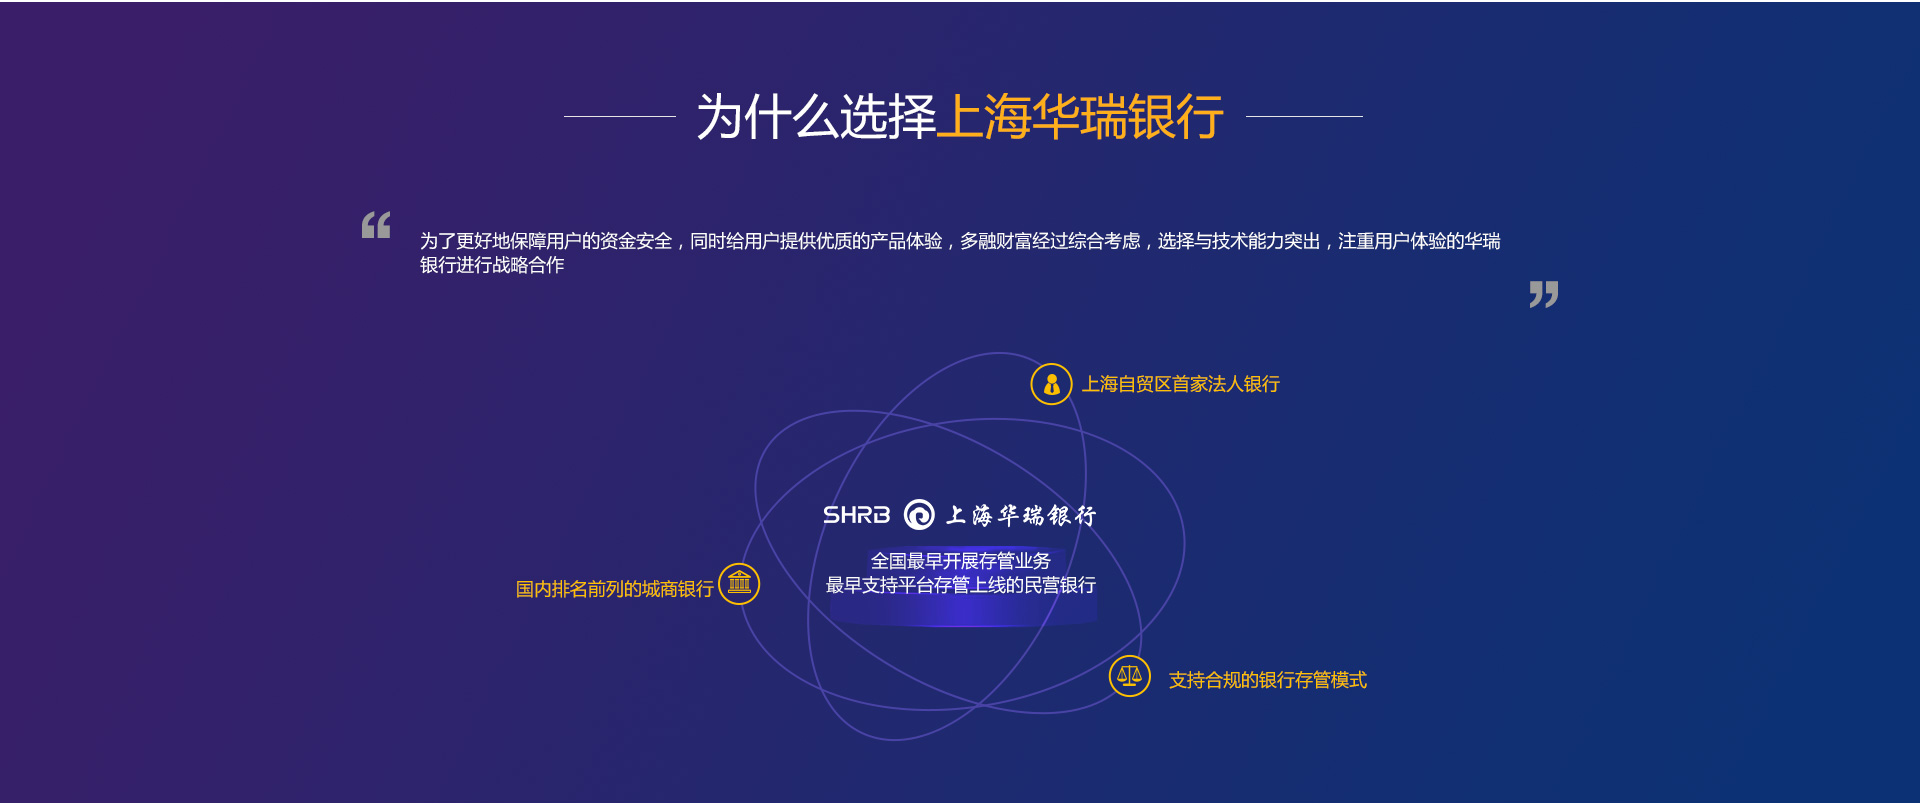 为什么选择上海华瑞银行
“
为了更好地保障用户的资金安全，同时给用户提供优质的产品体验，多融财富经过综合考虑，选择与技术能力突出，注重用户体验的华瑞
银行进行战略合作
”
上海自贸区首家法人银行
SHRB 上海华瑞银行
全国最早开展存管业务
最早支持平台存管上线的民营银行
国内排名前列的城商银行
支持合规的银行存管模式